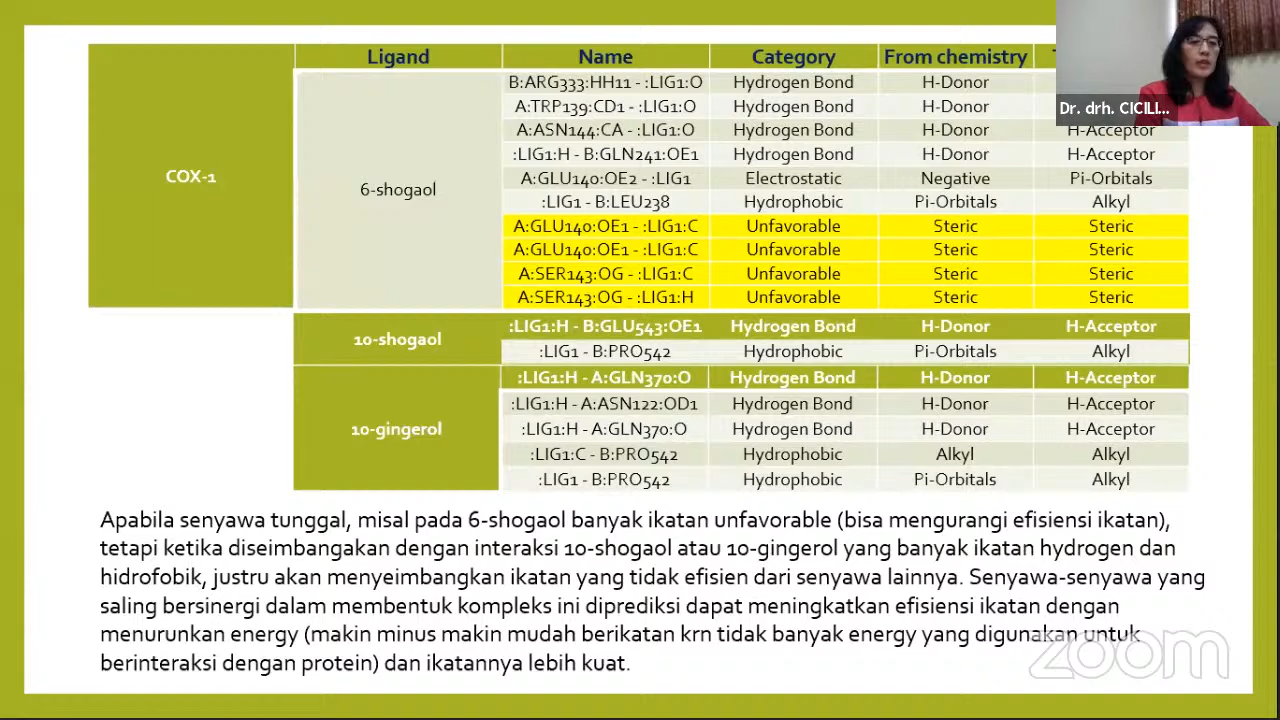 Ligand Name Category From chemistry
COX-1
6-shogaol
B:ARG333:HH11 - :LIG1:O Hydrogen Bond H-Donor
A:TRP139:CD1 - :LIG1:O Hydrogen Bond H-Donor
A:ASN144:CA - :LIG1:O Hydrogen Bond H-Donor H-Acceptor
:LIG1:H - B:GLN241:OE1 Hydrogen Bond H-Donor H-Acceptor
A:GLU140:OE2 - :LIG1 Electrostatic Negative Pi-Orbitals
:LIG1 - B:LEU238 Hydrophobic Pi-Orbitals Alkyl
A:GLU140:OE1 - :LIG1:C Unfavorable Steric Steric
A:GLU140:OE1 - :LIG1:C Unfavorable Steric Steric
A:SER143:OG - :LIG1:C Unfavorable Steric Steric
A:SER143:OG - :LIG1:H Unfavorable Steric Steric
10-shogaol
:LIG1:H - B:GLU543:OE1 Hydrogen Bond H-Donor H-Acceptor
:LIG1 - B:PRO542 Hydrophobic Pi-Orbitals Alkyl
10-gingerol
:LIG1:H - A:GLN370:O Hydrogen Bond H-Donor H-Acceptor
:LIG1:H - A:ASN122:OD1 Hydrogen Bond H-Donor H-Acceptor
:LIG1:H - A:GLN370:O Hydrogen Bond H-Donor H-Acceptor
:LIG1:C - B:PRO542 Hydrophobic Alkyl Alkyl
:LIG1 - B:PRO542 Hydrophobic Pi-Orbitals Alkyl
Apabila senyawa tunggal, misal pada 6-shogaol banyak ikatan unfavorable (bisa mengurangi efisiensi ikatan),
tetapi ketika diseimbangakan dengan interaksi 10-shogaol atau 10-gingerol yang banyak ikatan hydrogen dan
hidrofobik, justru akan menyeimbangkan ikatan yang tidak efisien dari senyawa lainnya. Senyawa-senyawa yang
saling bersinergi dalam membentuk kompleks ini diprediksi dapat meningkatkan efisiensi ikatan dengan
menurunkan energy (makin minus makin mudah berikatan krn tidak banyak energy yang digunakan untuk
berinteraksi dengan protein) dan ikatannya lebih kuat.
Dr. drh. CICILI...
zoom